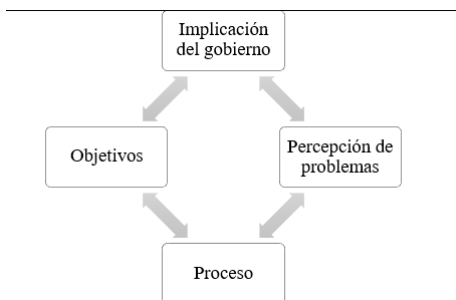 Implicación
del gobierno
Objetivos
Percepción de
problemas
Proceso